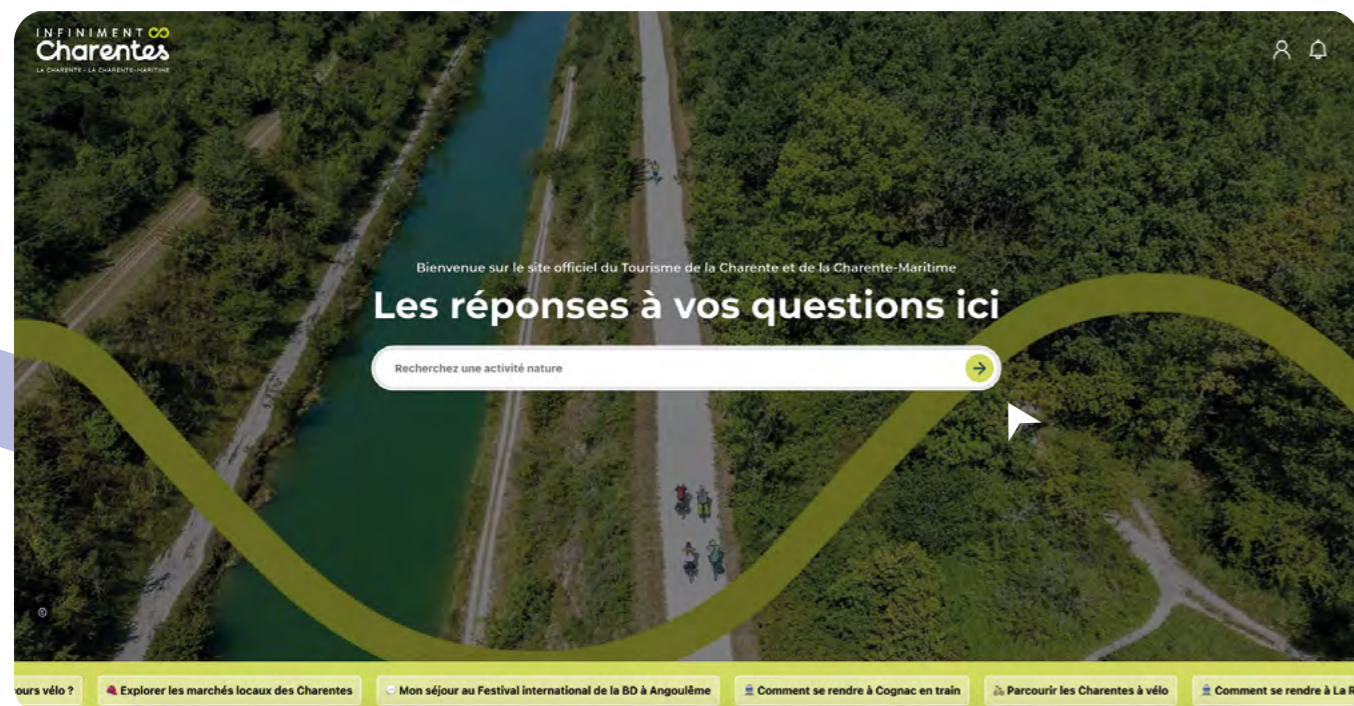 INFINIMENT
Charentes
LA CHARENTE - LA CHARENTE-MARITIME
Bienvenue sur le site officiel du Tourisme de la Charente et de la Charente-Maritime
Les réponses à vos questions ici
Recherchez une activité nature
©
ours vélo ?
Explorer les marchés locaux des Charentes
Mon séjour au Festival international de la BD à Angoulême
Comment se rendre à Cognac en train
Parcourir les Charentes à vélo
Comment se rendre à La R